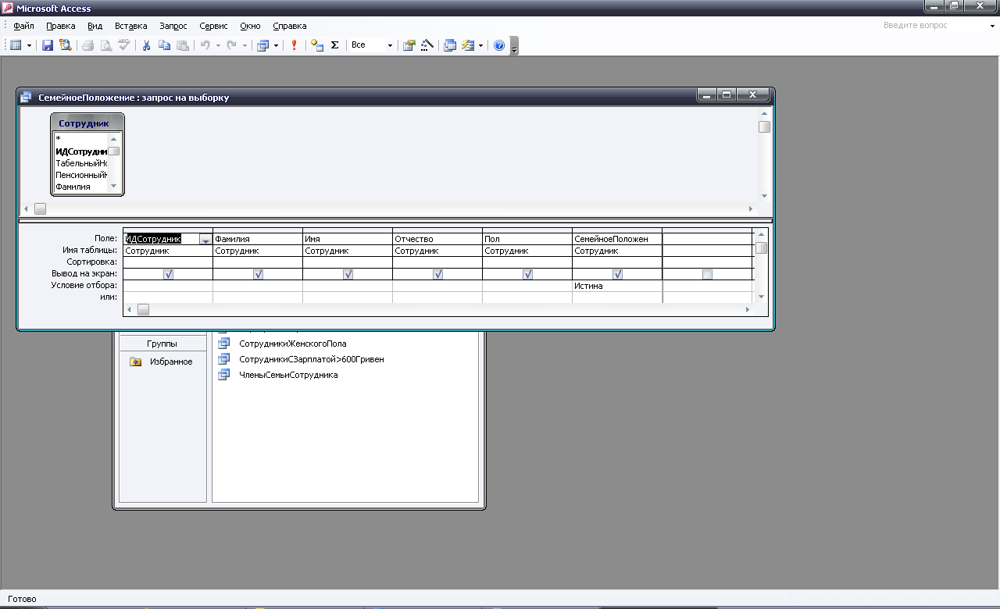 Microsoft Access
Файл Правка Вид Вставка Запрос Сервис Окно Справка Введите вопрос
ABC Σ Все
СемейноеПоложение : запрос на выборку
Сотрудник
*
ИДСотрудни
ТабельныйНо
ПенсионныйН
Фамилия
Поле: ИДСотрудник Фамилия Имя Отчество Пол СемейноеПоложен
Имя таблицы: Сотрудник Сотрудник Сотрудник Сотрудник Сотрудник Сотрудник
Сортировка:
Вывод на экран:
Условие отбора: Истина
или:
Группы
Избранное
СотрудникиЖенскогоПола
СотрудникиСЗарплатой>600Гривен
ЧленыСемьиСотрудника
Готово